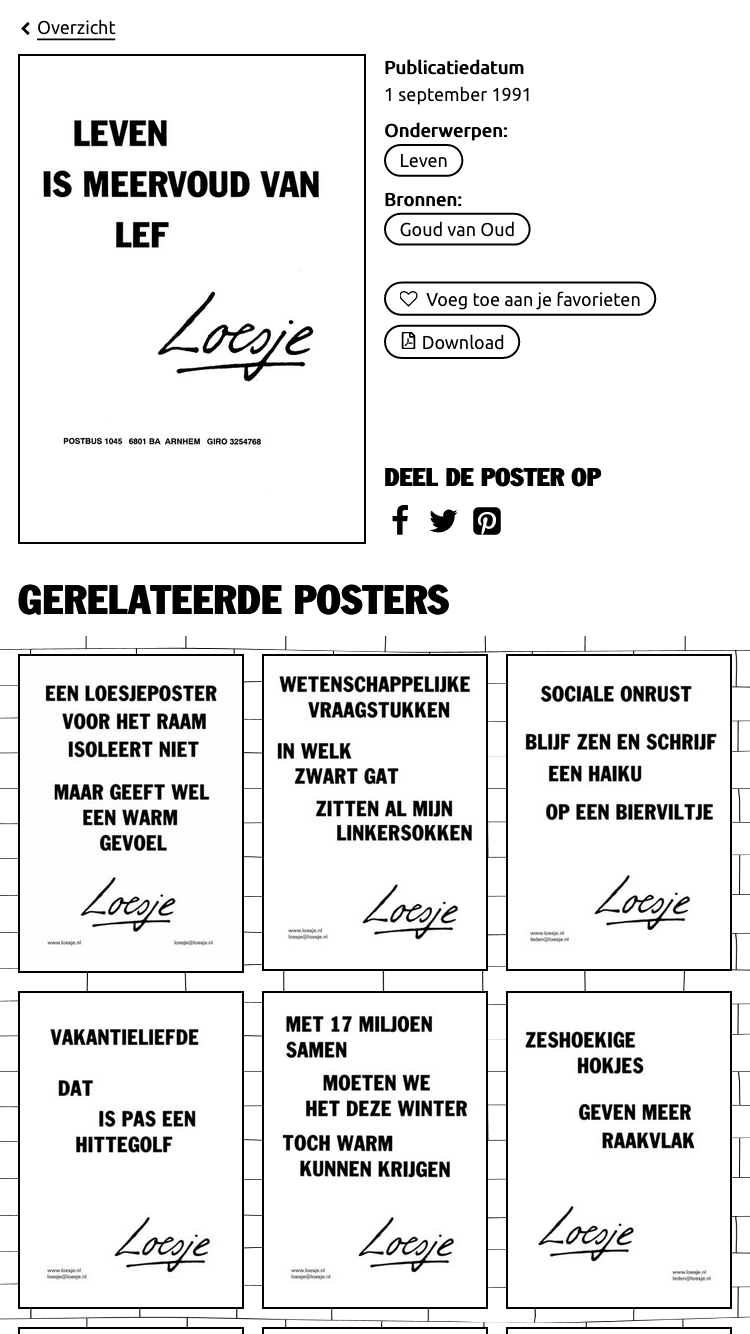 Overzicht
LEVEN
IS MEERVOUD VAN
LEF
Loesje
POSTBUS 1045 6801 BA ARNHEM GIRO 3254768
Publicatiedatum
1 september 1991
Onderwerpen:
Leven
Bronnen:
Goud van Oud
Voeg toe aan je favorieten
Download
DEEL DE POSTER OP
GERELATEERDE POSTERS
EEN LOESJEPOSTER
VOOR HET RAAM
ISOLEERT NIET
MAAR GEEFT WEL
EEN WARM
GEVOEL
Loesje
www.loesje.nl
loesje@loesje.nl
WETENSCHAPPELIJKE
VRAAGSTUKKEN
IN WELK
ZWART GAT
ZITTEN AL MIJN
LINKERSOKKEN
Loesje
www.loesje.nl
loesje@loesje.nl
SOCIALE ONRUST
BLIJF ZEN EN SCHRIJF
EEN HAIKU
OP EEN BIERVILTJE
Loesje
www.loesje.nl
leden@loesje.nl
VAKANTIELIEFDE
DAT
IS PAS EEN
HITTEGOLF
Loesje
www.loesje.nl
loesje@loesje.nl
MET 17 MILJOEN
SAMEN
MOETEN WE
HET DEZE WINTER
TOCH WARM
KUNNEN KRIJGEN
Loesje
www.loesje.nl
loesje@loesje.nl
ZESHOEKIGE
HOKJES
GEVEN MEER
RAAKVLAK
Loesje
www.loesje.nl
leden@loesje.nl